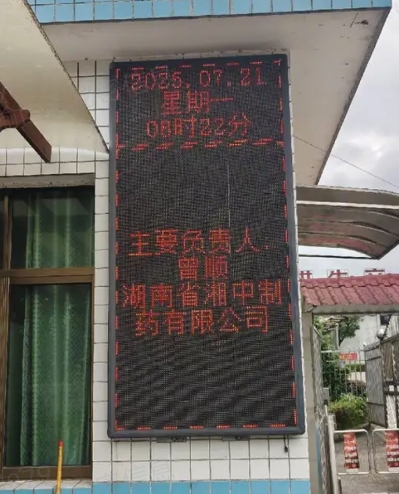 2025.07.21
星期一
08时22分
主要负责人:
曾顺
湖南省湘中制
药有限公司